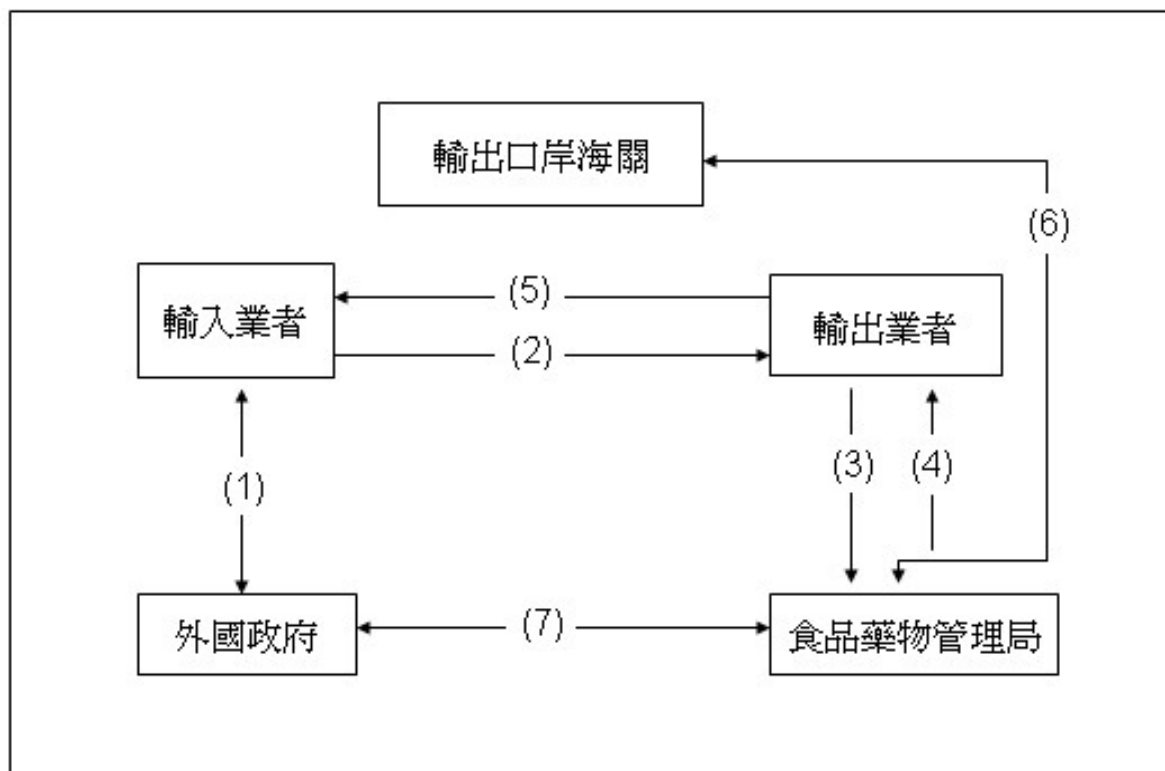 輸出口岸海關
(6)
輸入業者
(5)
(2)
輸出業者
(1)
(3)
(4)
外國政府
(7)
食品藥物管理局